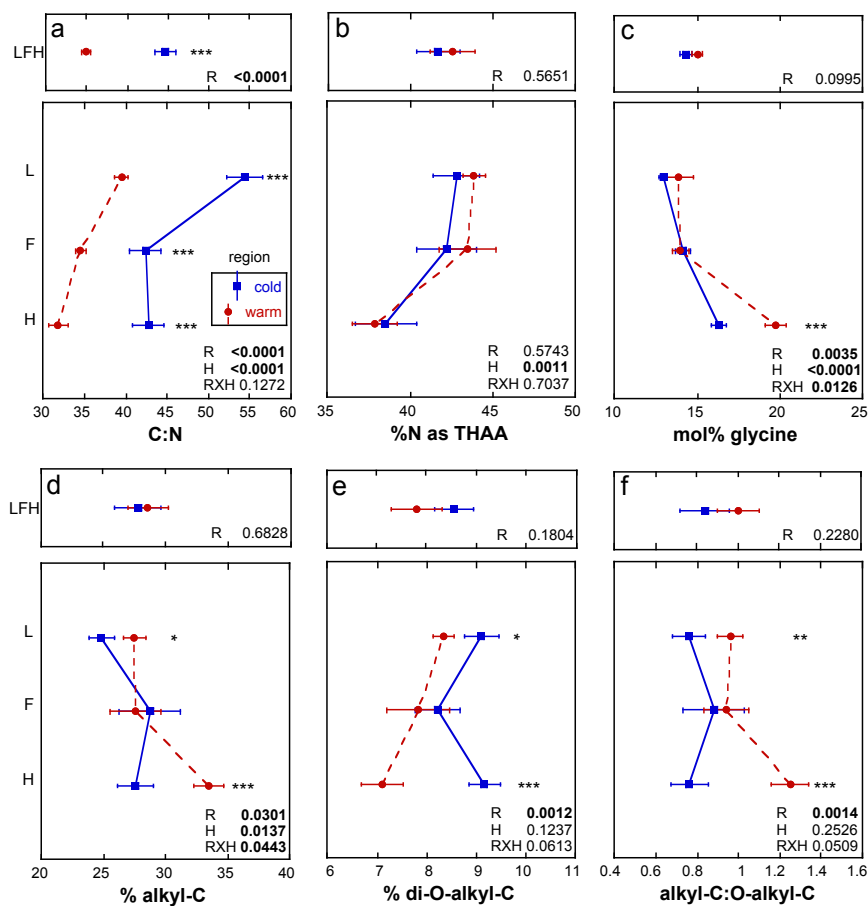 a
LFH
***
R <0.0001
L
***
F
***
H
***
region
cold
warm
R <0.0001
H <0.0001
RXH 0.1272
30 35 40 45 50 55 60
C:N
b
R 0.5651
R 0.5743
H 0.0011
RXH 0.7037
35 40 45 50
%N as THAA
c
R 0.0995
***
R 0.0035
H <0.0001
RXH 0.0126
10 15 20 25
mol% glycine
d
LFH
R 0.6828
L
*
F
H
***
R 0.0301
H 0.0137
RXH 0.0443
20 25 30 35 40
% alkyl-C
e
R 0.1804
*
***
R 0.0012
H 0.1237
RXH 0.0613
6 7 8 9 10 11
% di-O-alkyl-C
f
R 0.2280
**
***
R 0.0014
H 0.2526
RXH 0.0509
0.4 0.6 0.8 1 1.2 1.4 1.6
alkyl-C:O-alkyl-C